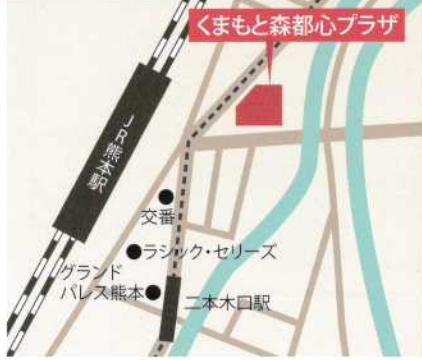 くまもと森都心プラザ
JR熊本駅
交番
ラシック・セリーズ
グランド
パレス熊本
二本木口駅